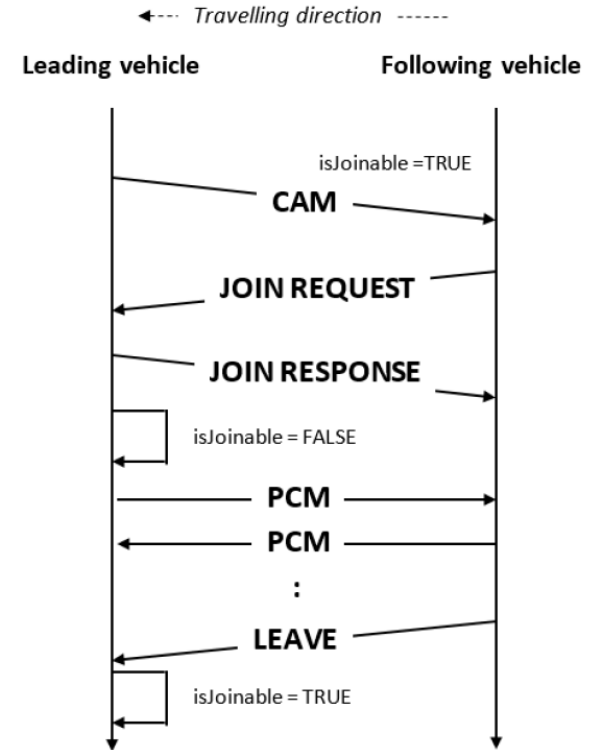 Travelling direction
Leading vehicle
Following vehicle
isJoinable =TRUE
CAM
JOIN REQUEST
JOIN RESPONSE
isJoinable = FALSE
PCM
PCM
:
LEAVE
isJoinable = TRUE